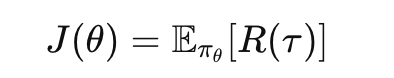 J(θ) = 𝔼_{π_θ}[R(τ)]